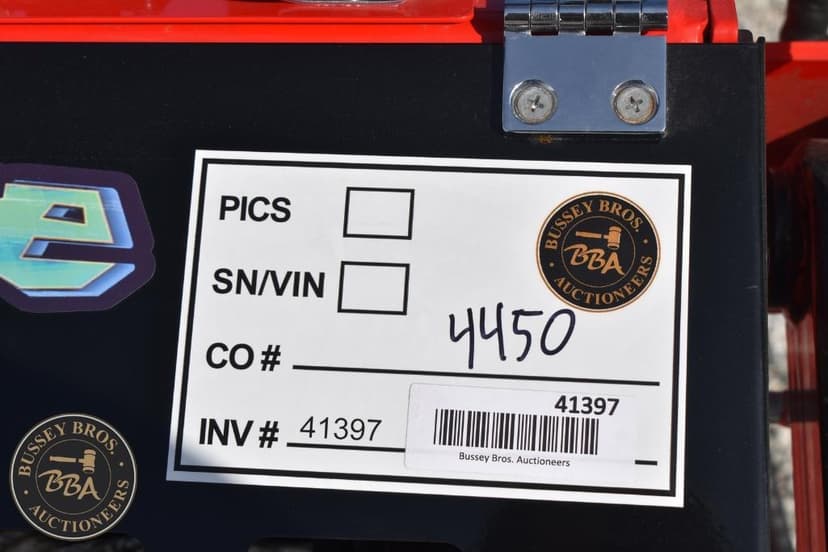 e
PICS
SN/VIN
CO # 4450
INV # 41397
41397
Bussey Bros. Auctioneers
BUSSEY BROS.
BBA
AUCTIONEERS
BUSSEY BROS.
BBA
AUCTIONEERS